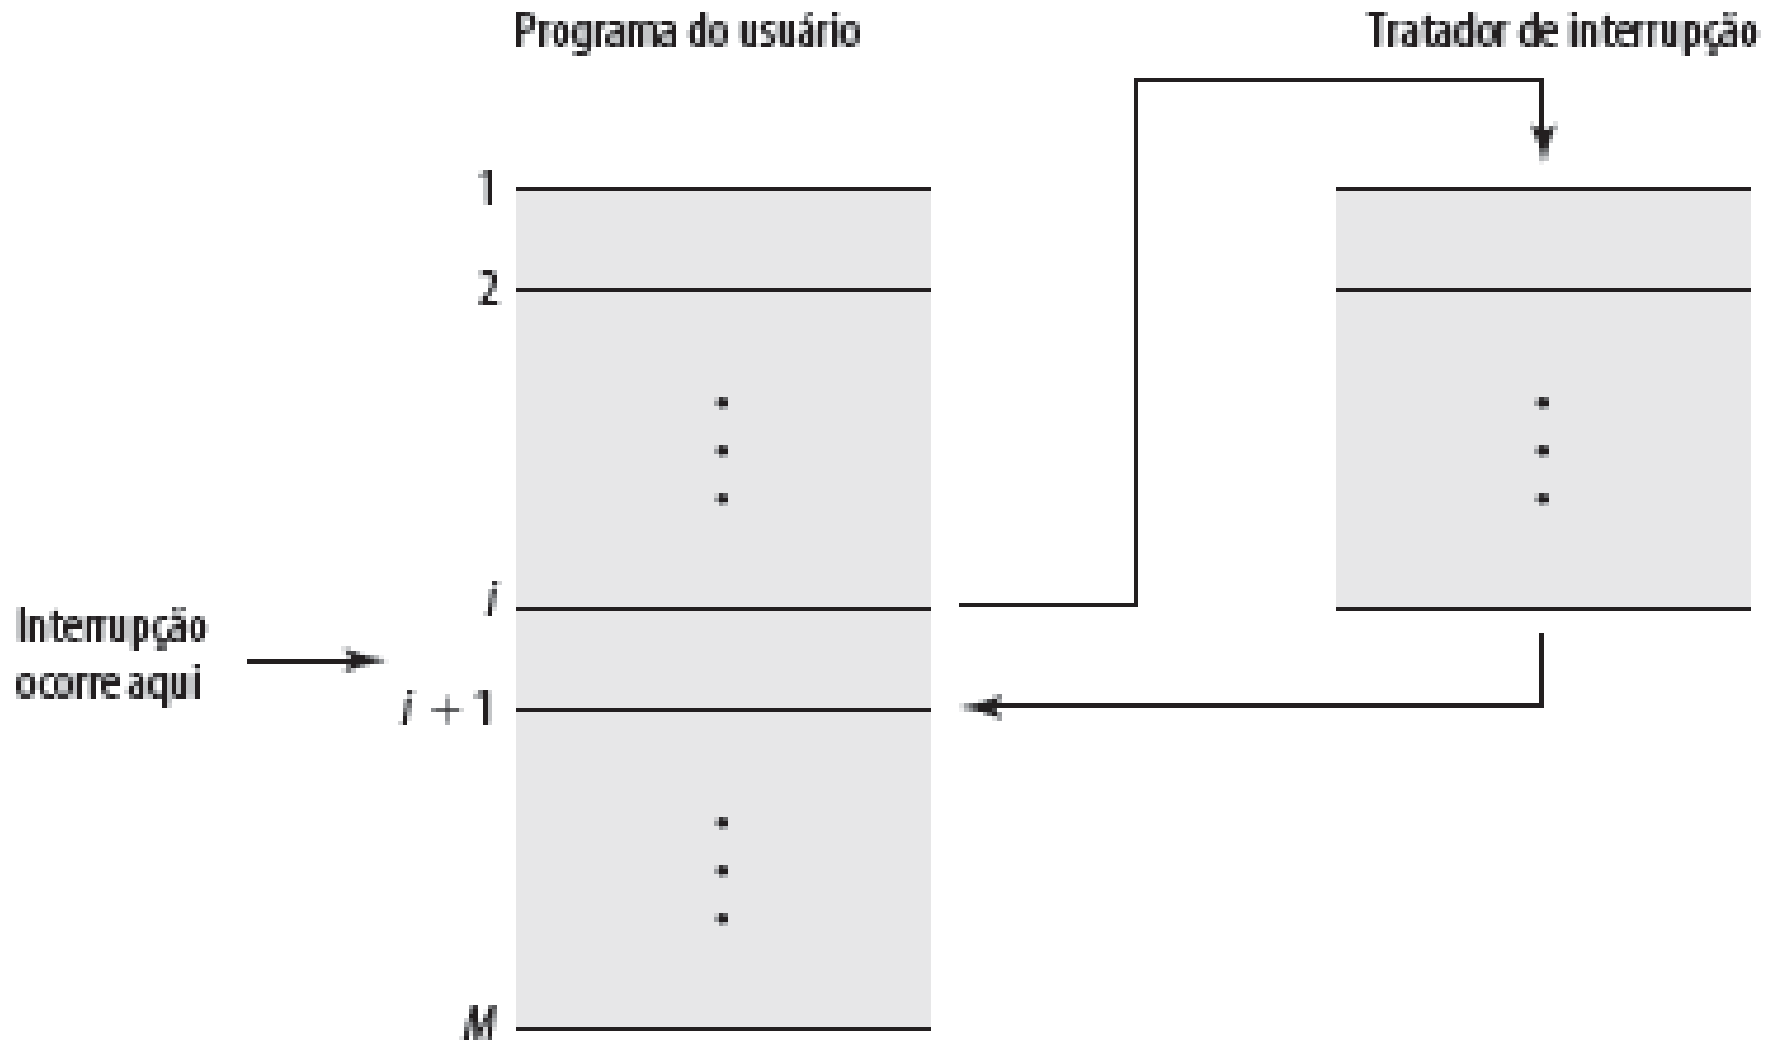 Programa do usuário
Tratador de interrupção
1
2
i
Interrupção
ocorre aqui
i + 1
M